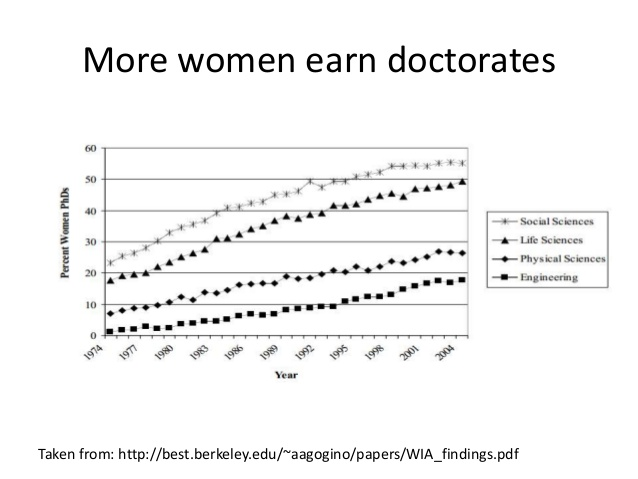 More women earn doctorates
60
50
40
30
20
10
0
Percent Women PhDs
1974
1977
1980
1983
1986
1989
1992
1995
1998
2001
2004
Year
Social Sciences
Life Sciences
Physical Sciences
Engineering
Taken from: http://best.berkeley.edu/~aagogino/papers/WIA_findings.pdf